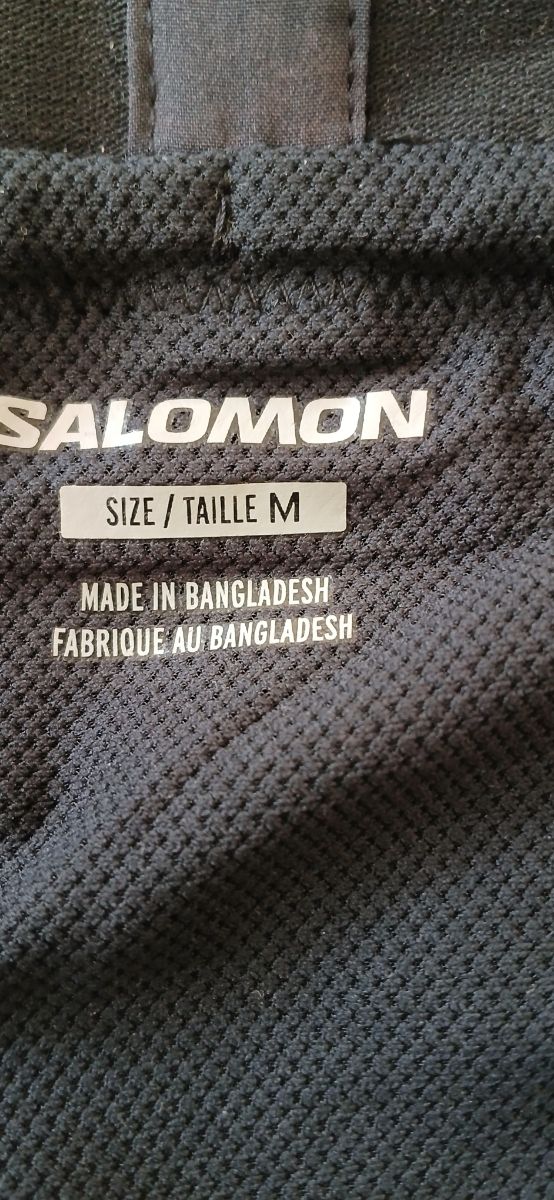 SALOMON
SIZE / TAILLE M
MADE IN BANGLADESH
FABRIQUE AU BANGLADESH